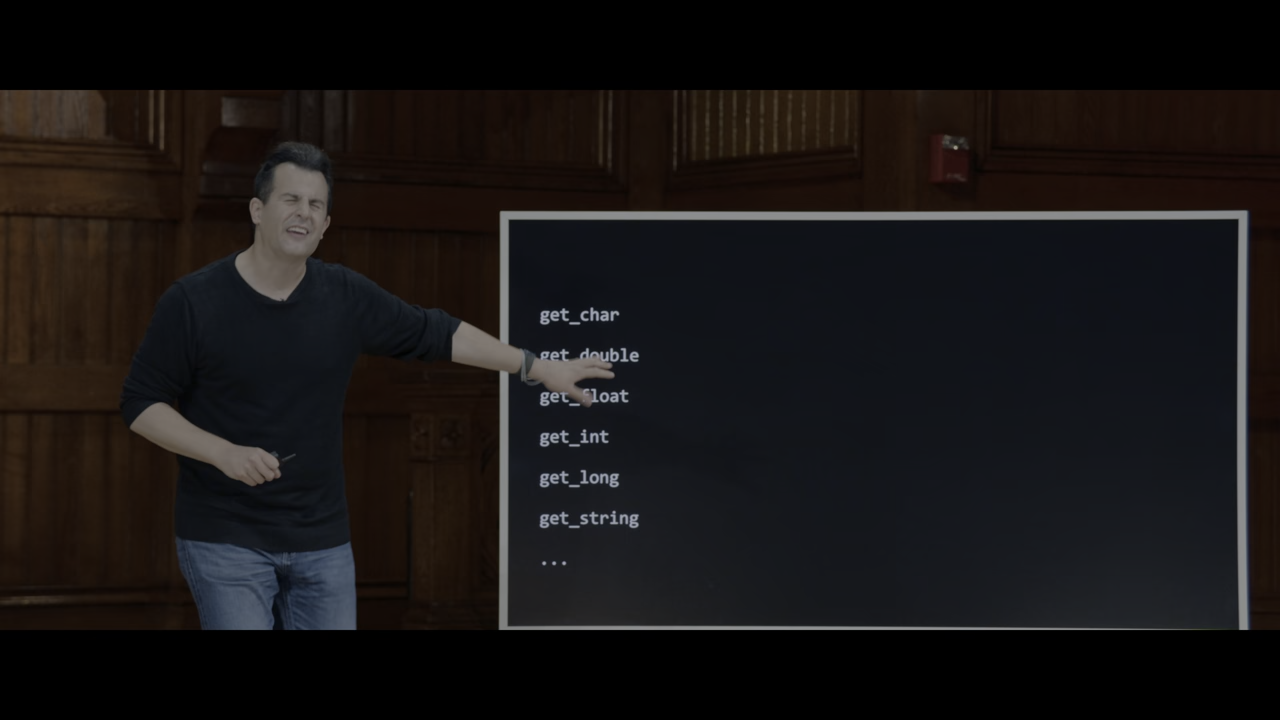 get_char
get_double
get_float
get_int
get_long
get_string
...